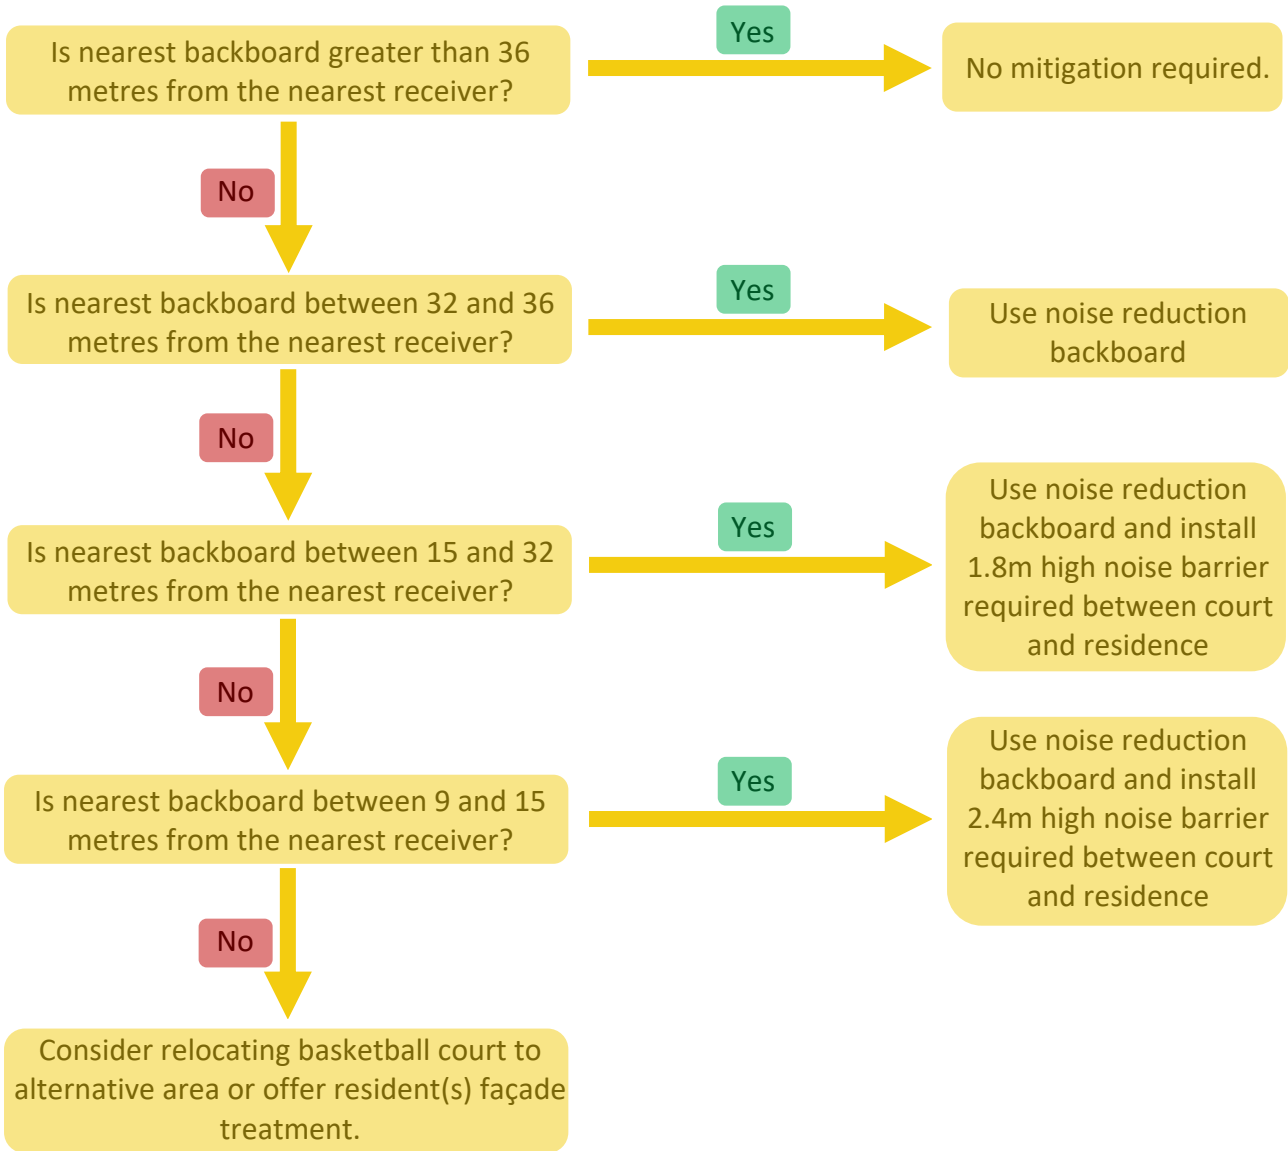 Is nearest backboard greater than 36
metres from the nearest receiver?
Yes
No mitigation required.
No
Is nearest backboard between 32 and 36
metres from the nearest receiver?
Yes
Use noise reduction
backboard
No
Is nearest backboard between 15 and 32
metres from the nearest receiver?
Yes
Use noise reduction
backboard and install
1.8m high noise barrier
required between court
and residence
No
Is nearest backboard between 9 and 15
metres from the nearest receiver?
Yes
Use noise reduction
backboard and install
2.4m high noise barrier
required between court
and residence
No
Consider relocating basketball court to
alternative area or offer resident(s) façade
treatment.